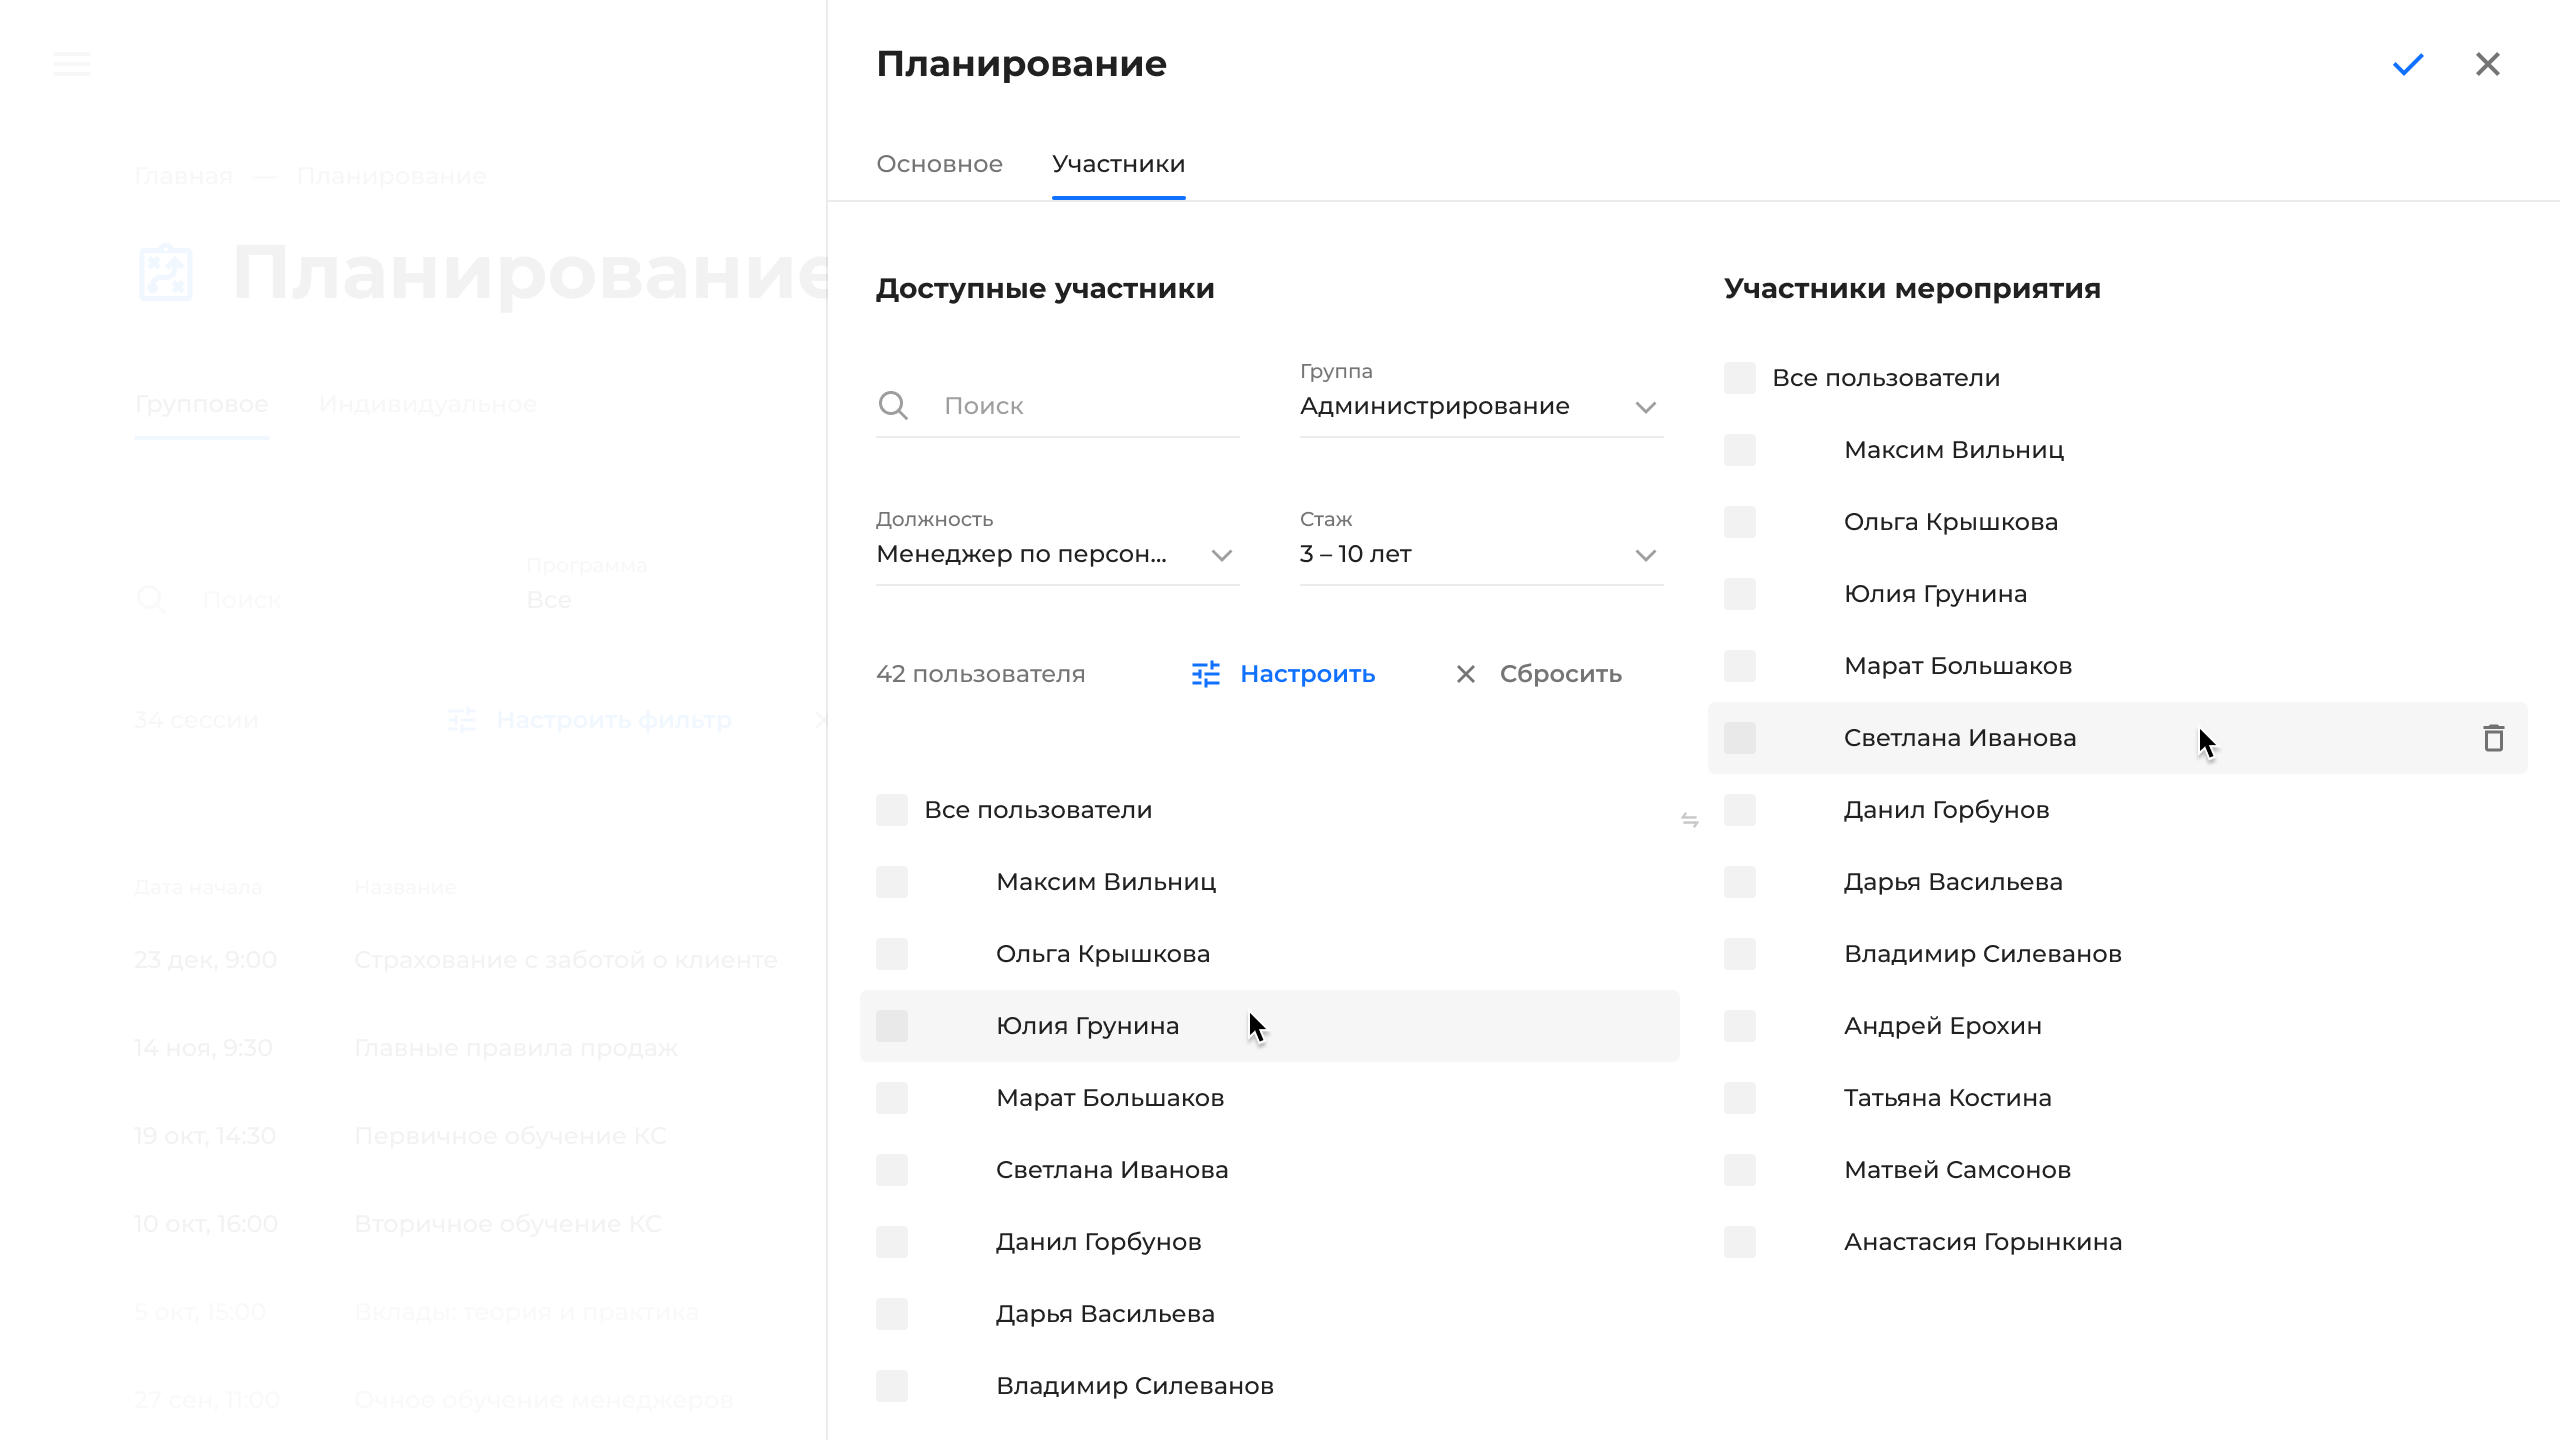 Главная — Планирование
Планирование
Групповое Индивидуальное
Программа
Поиск Все
34 сессии Настроить фильтр
Дата начала Название
23 дек, 9:00 Страхование с заботой о клиенте
14 ноя, 9:30 Главные правила продаж
19 окт, 14:30 Первичное обучение КС
10 окт, 16:00 Вторичное обучение КС
5 окт, 15:00 Вклады: теория и практика
27 сен, 11:00 Очное обучение менеджеров
Планирование
Основное Участники
Доступные участники
Группа
Поиск Администрирование
Должность Стаж
Менеджер по персон... 3 – 10 лет
42 пользователя Настроить Сбросить
Все пользователи
Максим Вильниц
Ольга Крышкова
Юлия Грунина
Марат Большаков
Светлана Иванова
Данил Горбунов
Дарья Васильева
Владимир Силеванов
Участники мероприятия
Все пользователи
Максим Вильниц
Ольга Крышкова
Юлия Грунина
Марат Большаков
Светлана Иванова
Данил Горбунов
Дарья Васильева
Владимир Силеванов
Андрей Ерохин
Татьяна Костина
Матвей Самсонов
Анастасия Горынкина